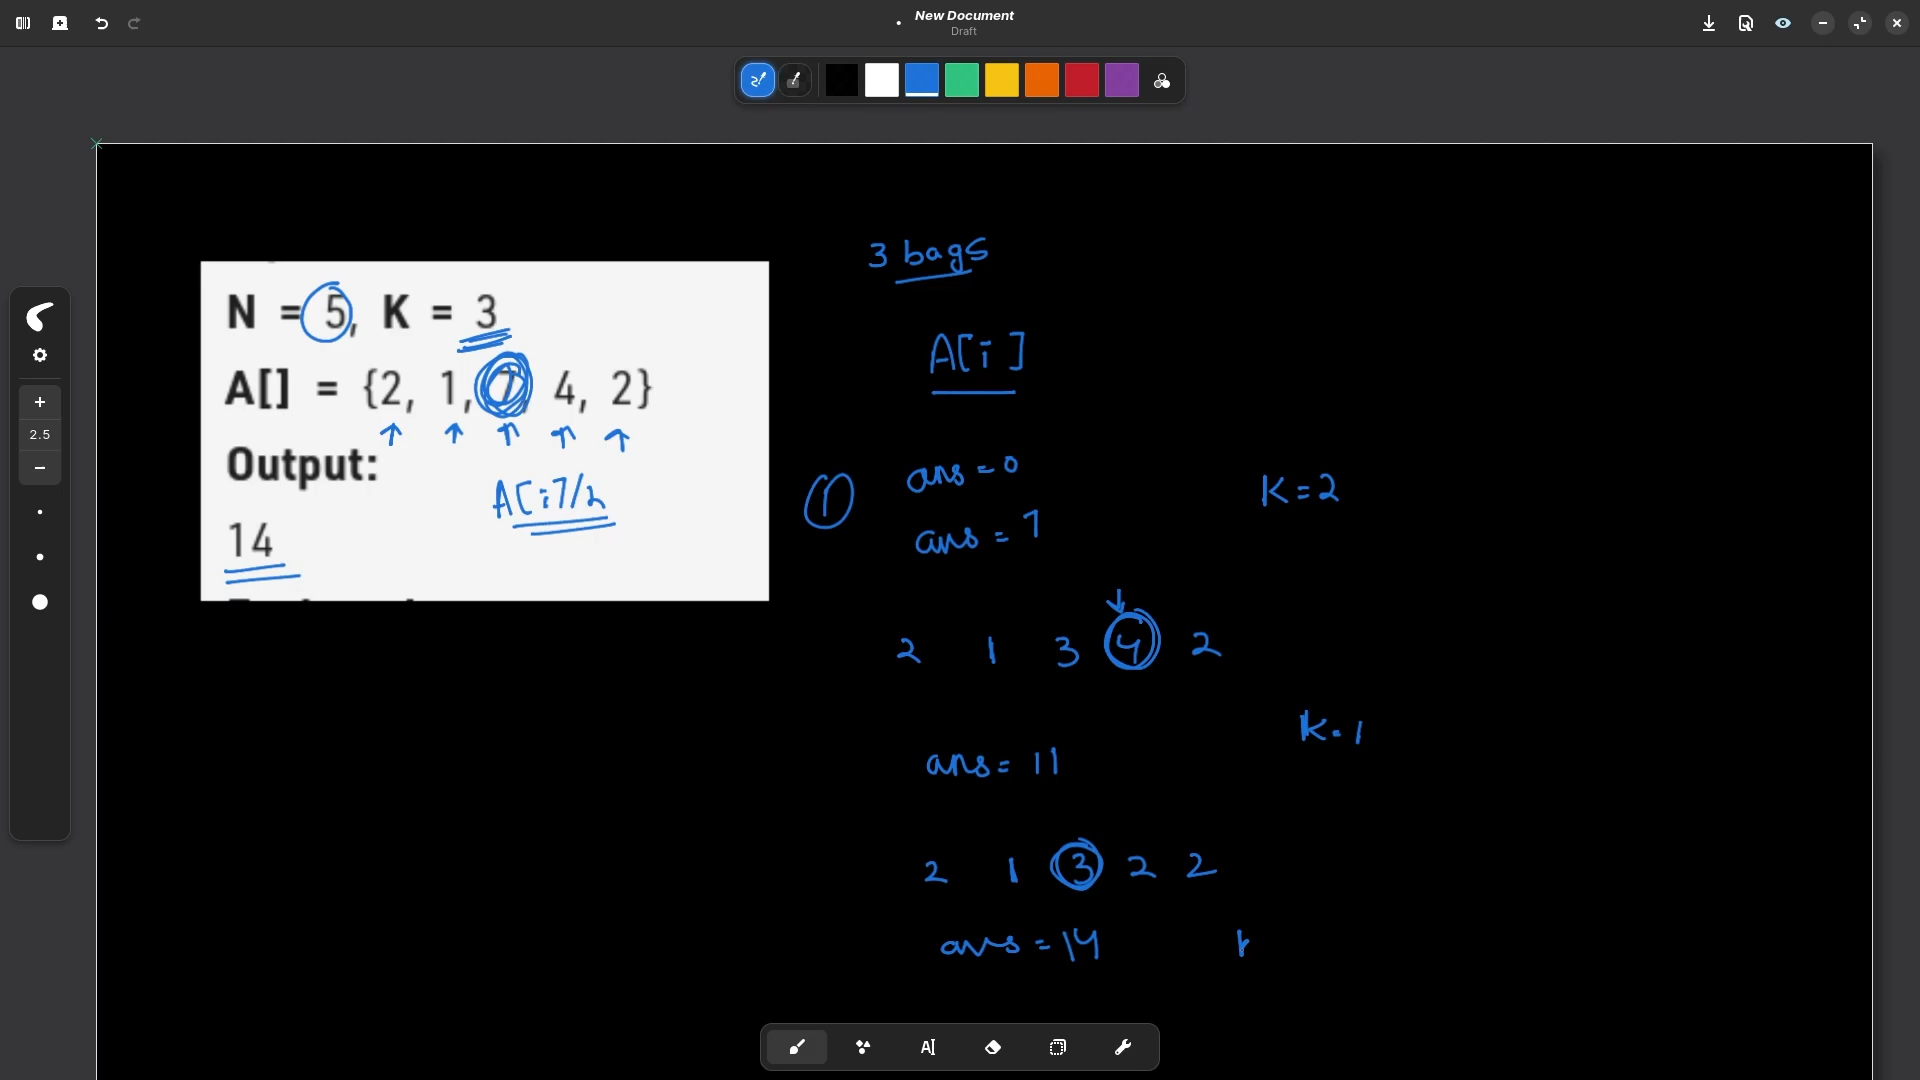 New Document
Draft
2.5
N = 5, K = 3
A[] = {2, 1, 7, 4, 2}
Output:
14
A[i]/2
3 bags
A[i]
1
ans = 0
ans = 7
K = 2
2 1 3 4 2
K = 1
ans = 11
2 1 3 2 2
ans = 14